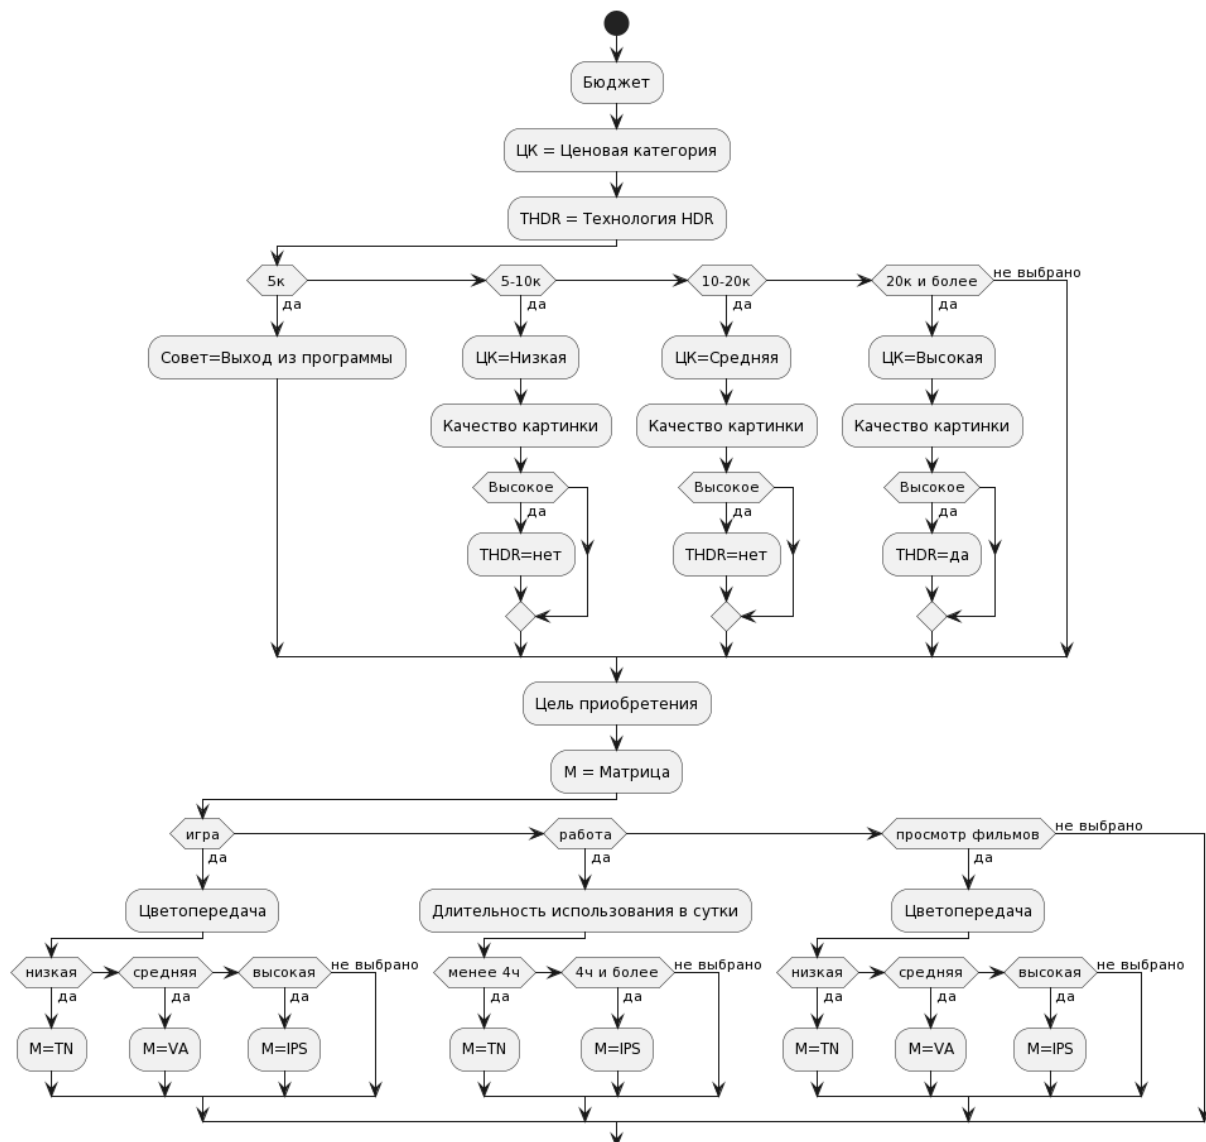 Бюджет
ЦК = Ценовая категория
THDR = Технология HDR
5к
5-10к
10-20к
20к и более
не выбрано
да
да
да
да
Совет=Выход из программы
ЦК=Низкая
ЦК=Средняя
ЦК=Высокая
Качество картинки
Качество картинки
Качество картинки
Высокое
Высокое
Высокое
да
да
да
THDR=нет
THDR=нет
THDR=да
Цель приобретения
М = Матрица
игра
работа
просмотр фильмов
не выбрано
да
да
да
Цветопередача
Длительность использования в сутки
Цветопередача
низкая
средняя
высокая
не выбрано
менее 4ч
4ч и более
не выбрано
низкая
средняя
высокая
не выбрано
да
да
да
да
да
да
да
да
М=TN
М=VA
М=IPS
М=TN
М=IPS
М=TN
М=VA
М=IPS